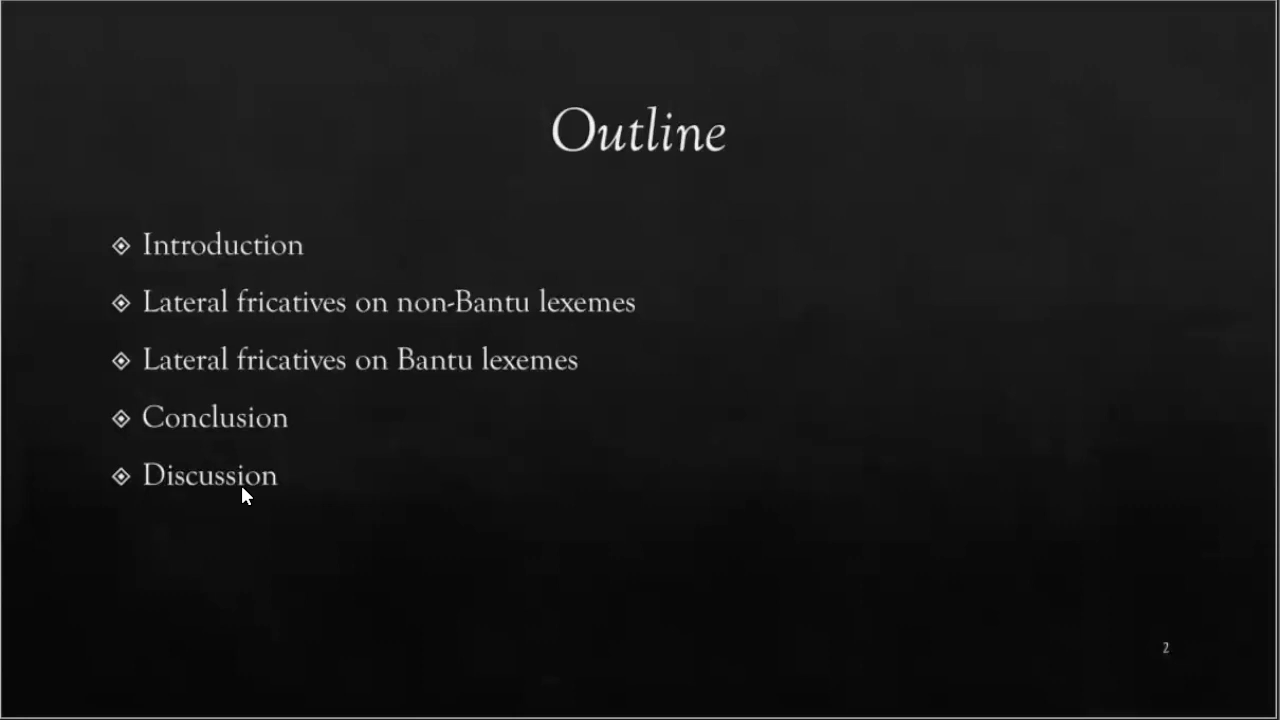 Outline
Introduction
Lateral fricatives on non-Bantu lexemes
Lateral fricatives on Bantu lexemes
Conclusion
Discussion
2